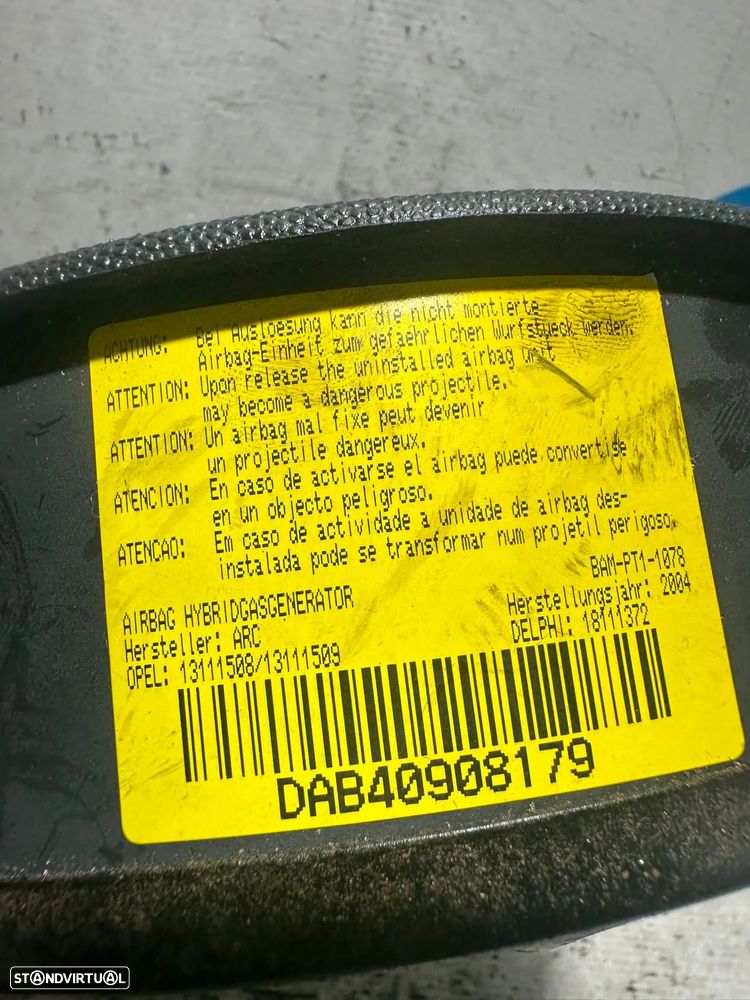 ACHTUNG: Bei Ausloesung kann die nicht montierte
Airbag-Einheit zum gefaehrlichen Wurfstueck werden.
ATTENTION: Upon release the uninstalled airbag unit
may become a dangerous projectile.
ATTENTION: Un airbag mal fixe peut devenir
un projectile dangereux.
ATENCION: En caso de activarse el airbag puede convertise
en un objecto peligroso.
ATENCAO: Em caso de actividade a unidade de airbag des-
instalada pode se transformar num projetil perigoso.
BAM-PT1-1078
AIRBAG HYBRIDGASGENERATOR
Herstellungsjahr: 2004
Hersteller: ARC
DELPHI: 18111372
OPEL: 13111508/13111509
DAB40908179
STANDVIRTUAL